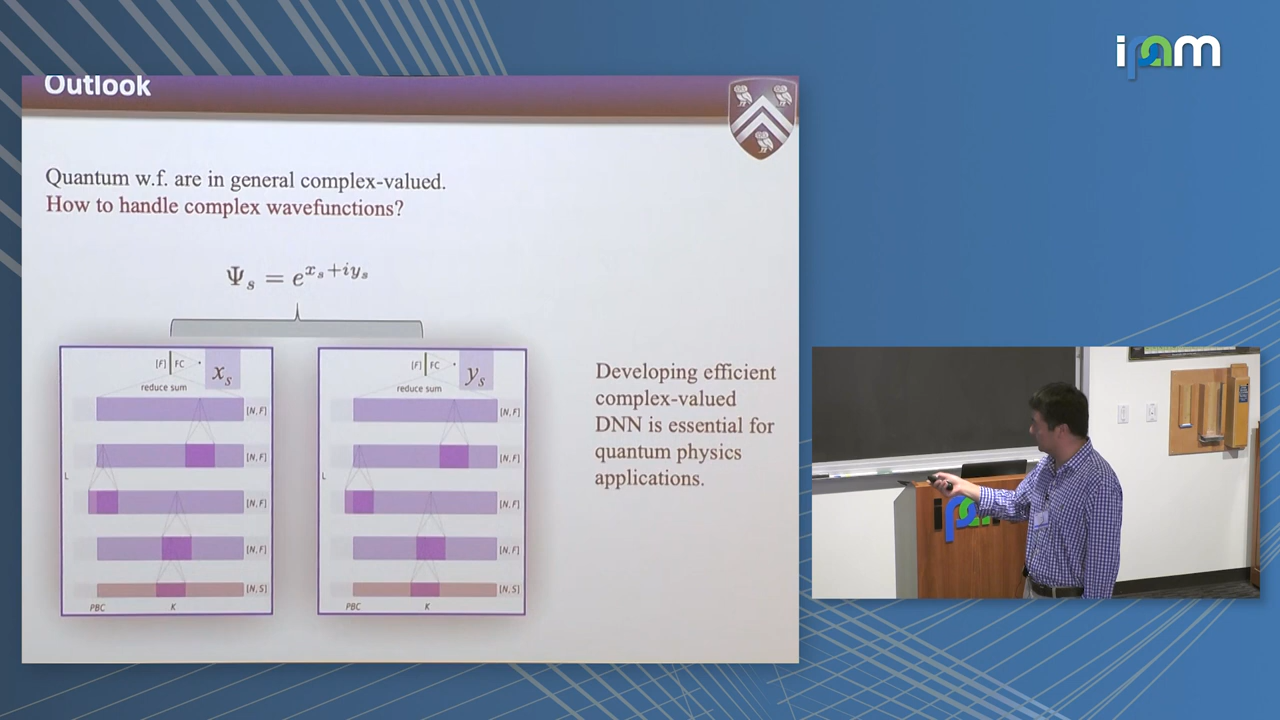 ipam
Outlook
Quantum w.f. are in general complex-valued.
How to handle complex wavefunctions?
Ψₛ = e^{xₛ+iyₛ}
[F] FC xₛ
reduce sum
[N, F]
[N, F]
L
[N, F]
[N, F]
[N, S]
PBC K
[F] FC yₛ
reduce sum
[N, F]
[N, F]
L
[N, F]
[N, F]
[N, S]
PBC K
Developing efficient
complex-valued
DNN is essential for
quantum physics
applications.
ip